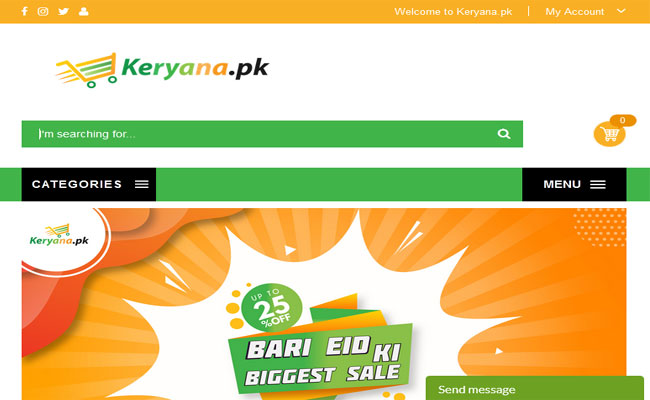 Welcome to Keryana.pk | My Account
Keryana.pk
I'm searching for...
0
CATEGORIES
MENU
Keryana.pk
UP TO
25
%OFF
BARI EID KI
BIGGEST SALE
Send message